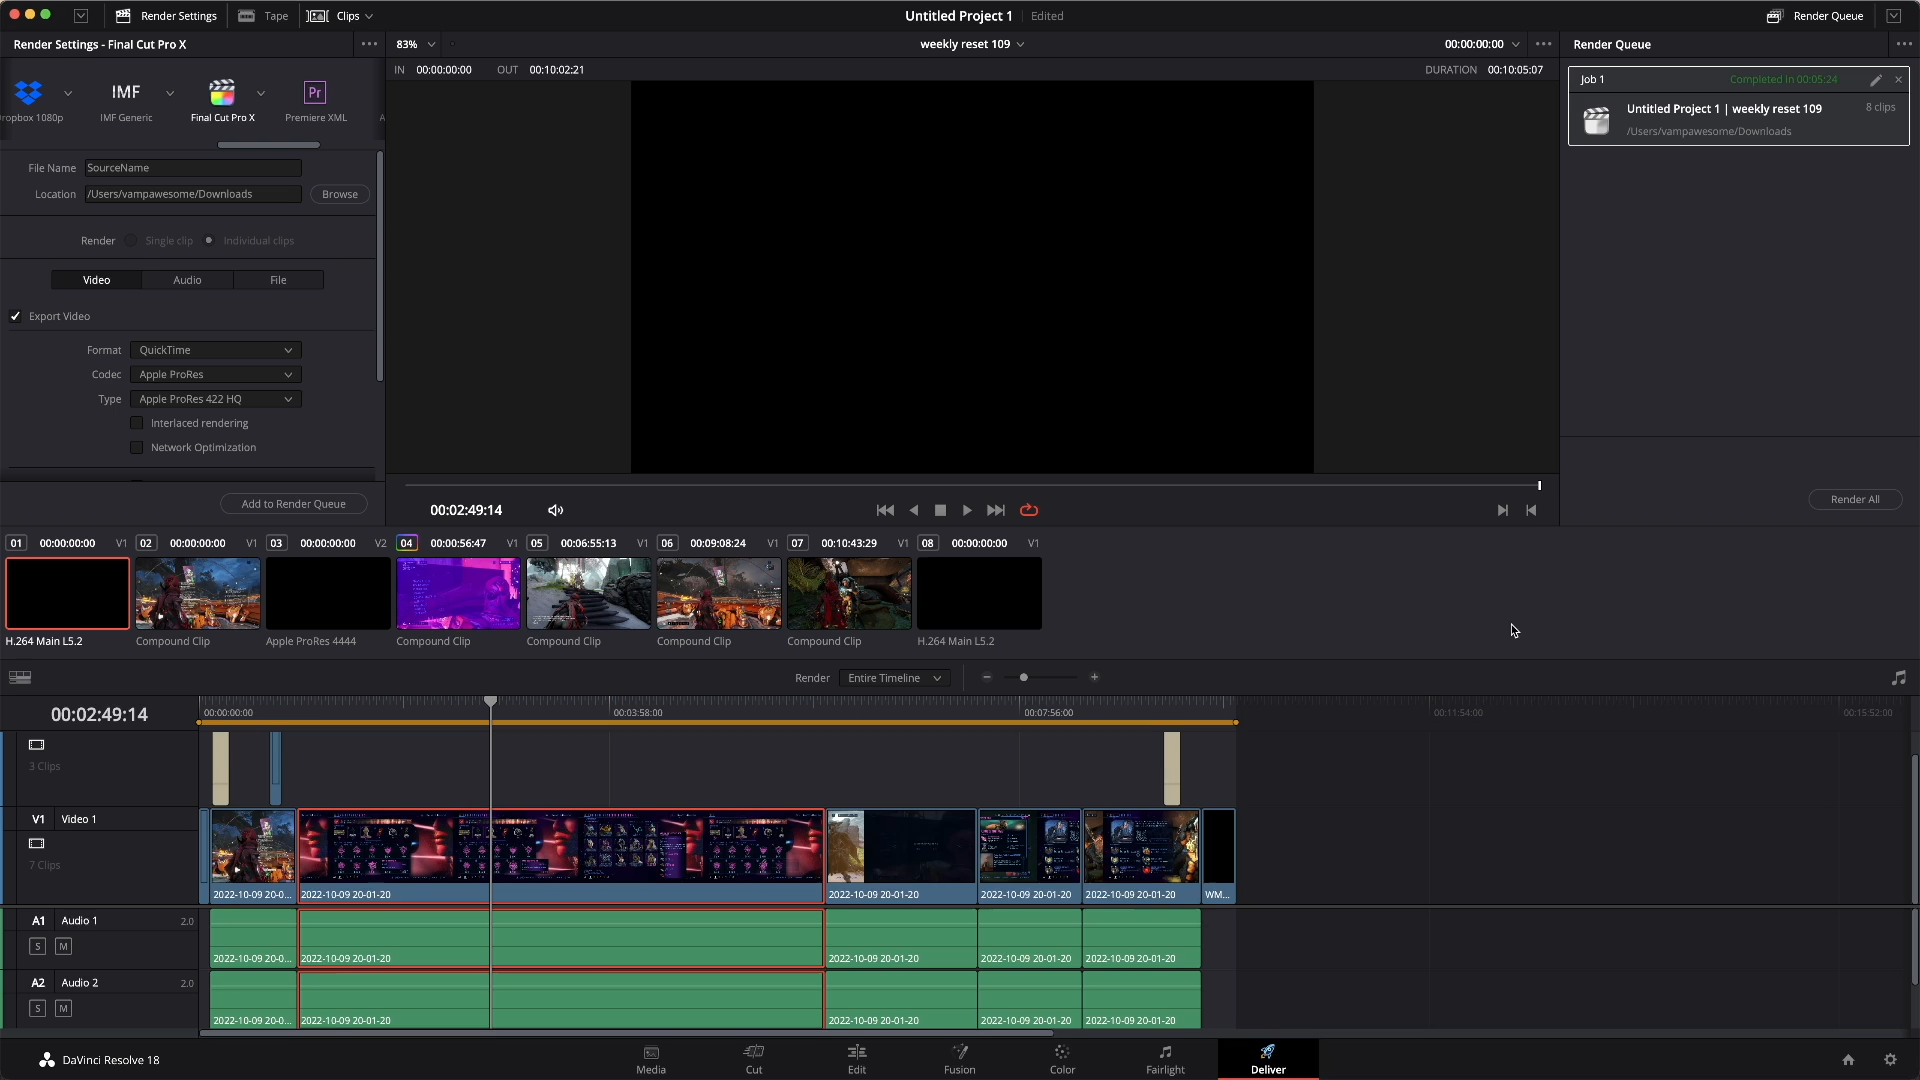 Render Settings
Tape
Clips
Untitled Project 1
Edited
Render Queue
Render Settings - Final Cut Pro X
83%
weekly reset 109
00:00:00:00
Render Queue
IN 00:00:00:00 OUT 00:10:02:21
DURATION 00:10:05:07
Job 1
Completed in 00:05:24
Untitled Project 1 | weekly reset 109
8 clips
/Users/vampawesome/Downloads
IMF
Pr
ropbox 1080p
IMF Generic
Final Cut Pro X
Premiere XML
A
File Name SourceName
Location /Users/vampawesome/Downloads Browse
Render Single clip Individual clips
Video Audio File
Export Video
Format QuickTime
Codec Apple ProRes
Type Apple ProRes 422 HQ
Interlaced rendering
Network Optimization
Add to Render Queue
00:02:49:14
Render All
01 00:00:00:00 V1
02 00:00:00:00 V1
03 00:00:00:00 V2
04 00:00:56:47 V1
05 00:06:55:13 V1
06 00:09:08:24 V1
07 00:10:43:29 V1
08 00:00:00:00 V1
H.264 Main L5.2
Compound Clip
Apple ProRes 4444
Compound Clip
Compound Clip
Compound Clip
Compound Clip
H.264 Main L5.2
Render Entire Timeline
00:02:49:14
00:00:00:00
00:03:58:00
00:07:56:00
00:11:54:00
00:15:52:00
3 Clips
V1 Video 1
7 Clips
2022-10-09 20-0...
2022-10-09 20-01-20
2022-10-09 20-01-20
2022-10-09 20-01-20
2022-10-09 20-01-20
WM...
A1 Audio 1 2.0
S M
2022-10-09 20-0...
2022-10-09 20-01-20
2022-10-09 20-01-20
2022-10-09 20-01-20
2022-10-09 20-01-20
A2 Audio 2 2.0
S M
2022-10-09 20-0...
2022-10-09 20-01-20
2022-10-09 20-01-20
2022-10-09 20-01-20
2022-10-09 20-01-20
DaVinci Resolve 18
Media
Cut
Edit
Fusion
Color
Fairlight
Deliver